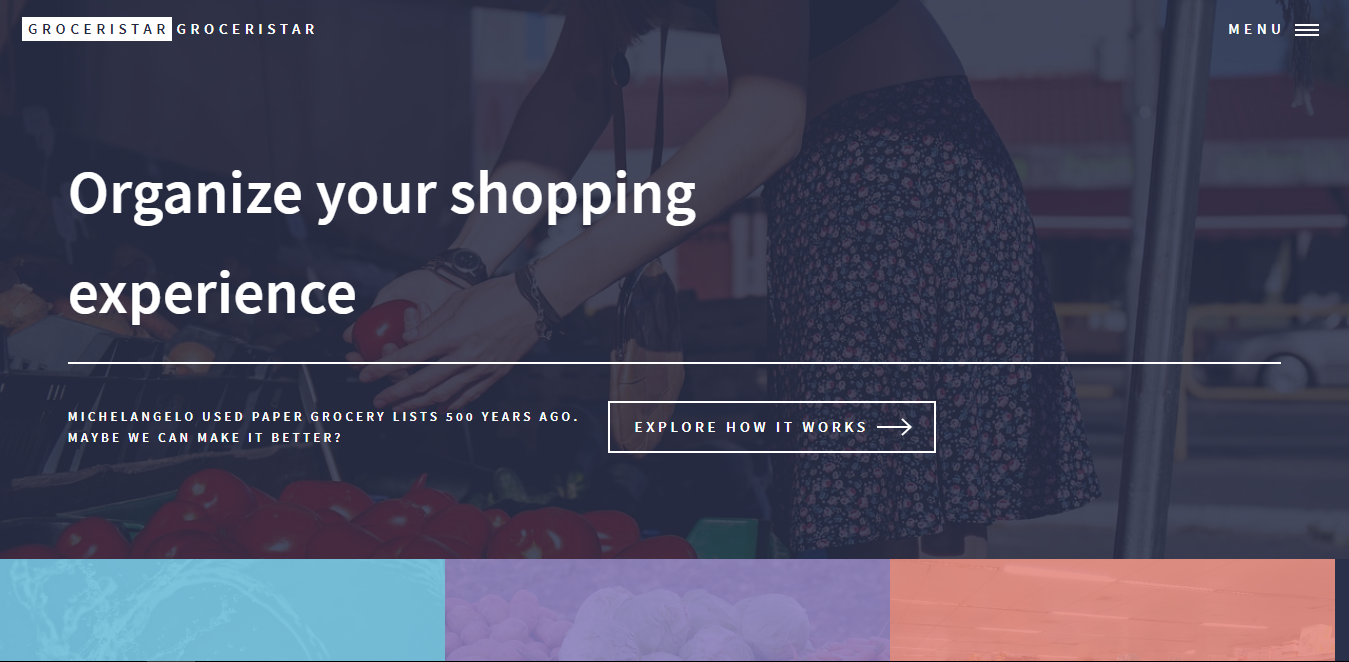 GROCERISTAR GROCERISTAR
MENU
Organize your shopping
experience
MICHELANGELO USED PAPER GROCERY LISTS 500 YEARS AGO.
MAYBE WE CAN MAKE IT BETTER?
EXPLORE HOW IT WORKS